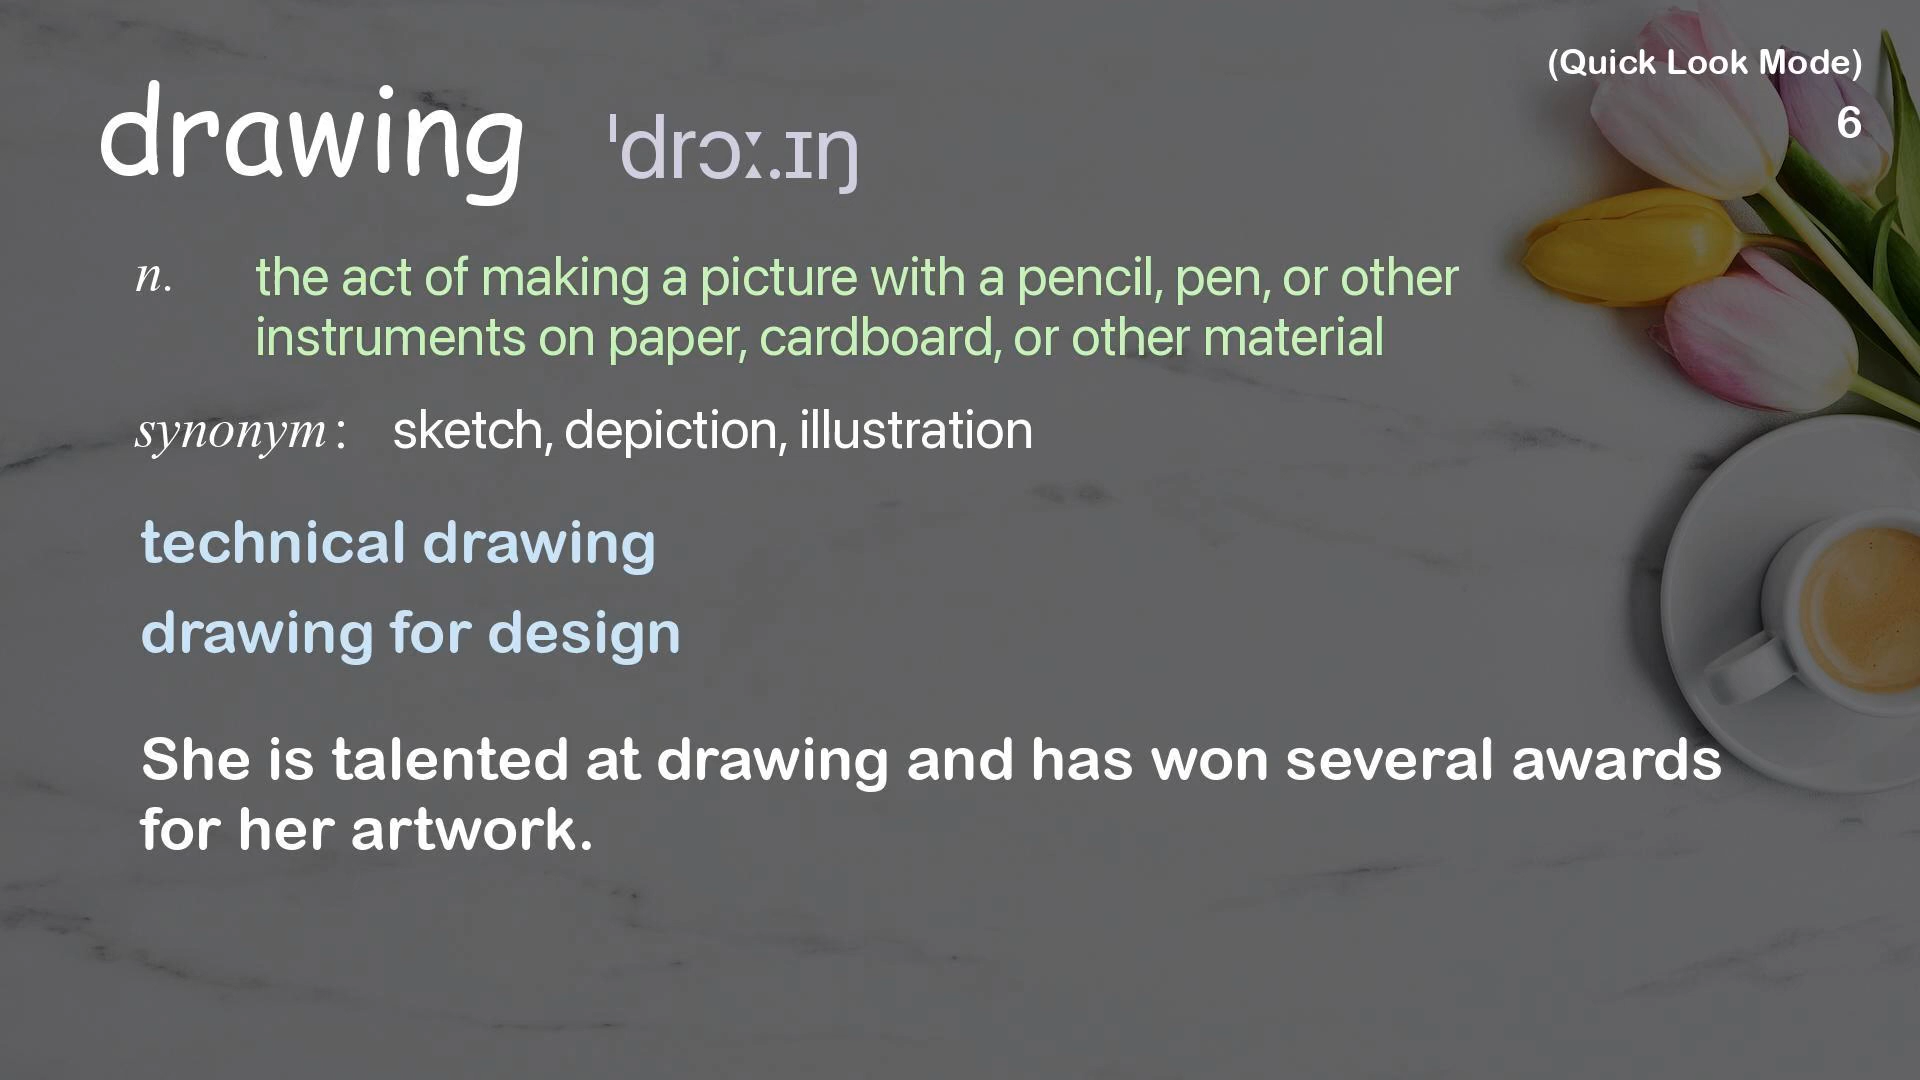 (Quick Look Mode)
6
drawing ˈdrɔː.ɪŋ
n. the act of making a picture with a pencil, pen, or other
instruments on paper, cardboard, or other material
synonym: sketch, depiction, illustration
technical drawing
drawing for design
She is talented at drawing and has won several awards
for her artwork.